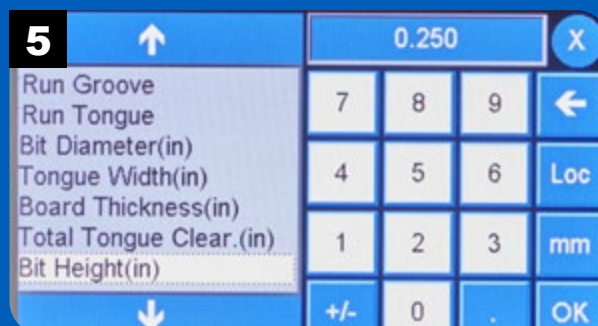 5
0.250
X
Run Groove
Run Tongue
Bit Diameter(in)
Tongue Width(in)
Board Thickness(in)
Total Tongue Clear.(in)
Bit Height(in)
7 8 9
4 5 6 Loc
1 2 3 mm
+/- 0 . OK